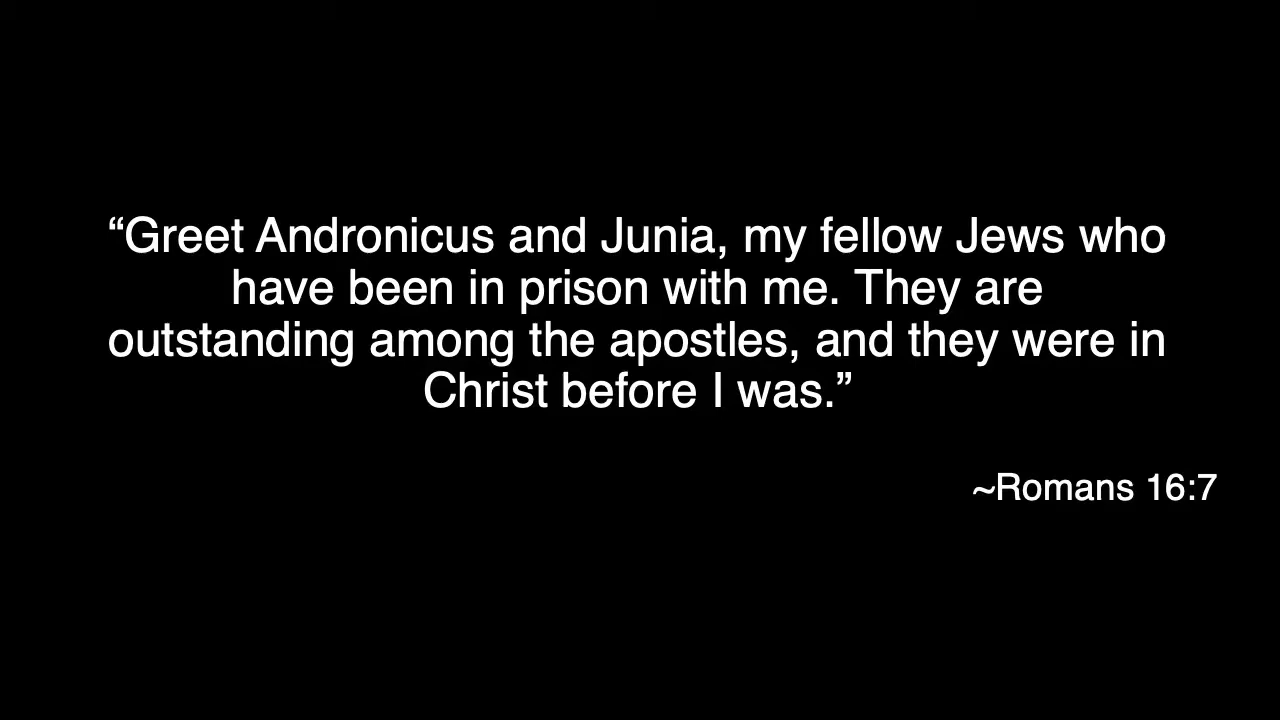 “Greet Andronicus and Junia, my fellow Jews who
have been in prison with me. They are
outstanding among the apostles, and they were in
Christ before I was.”
~Romans 16:7